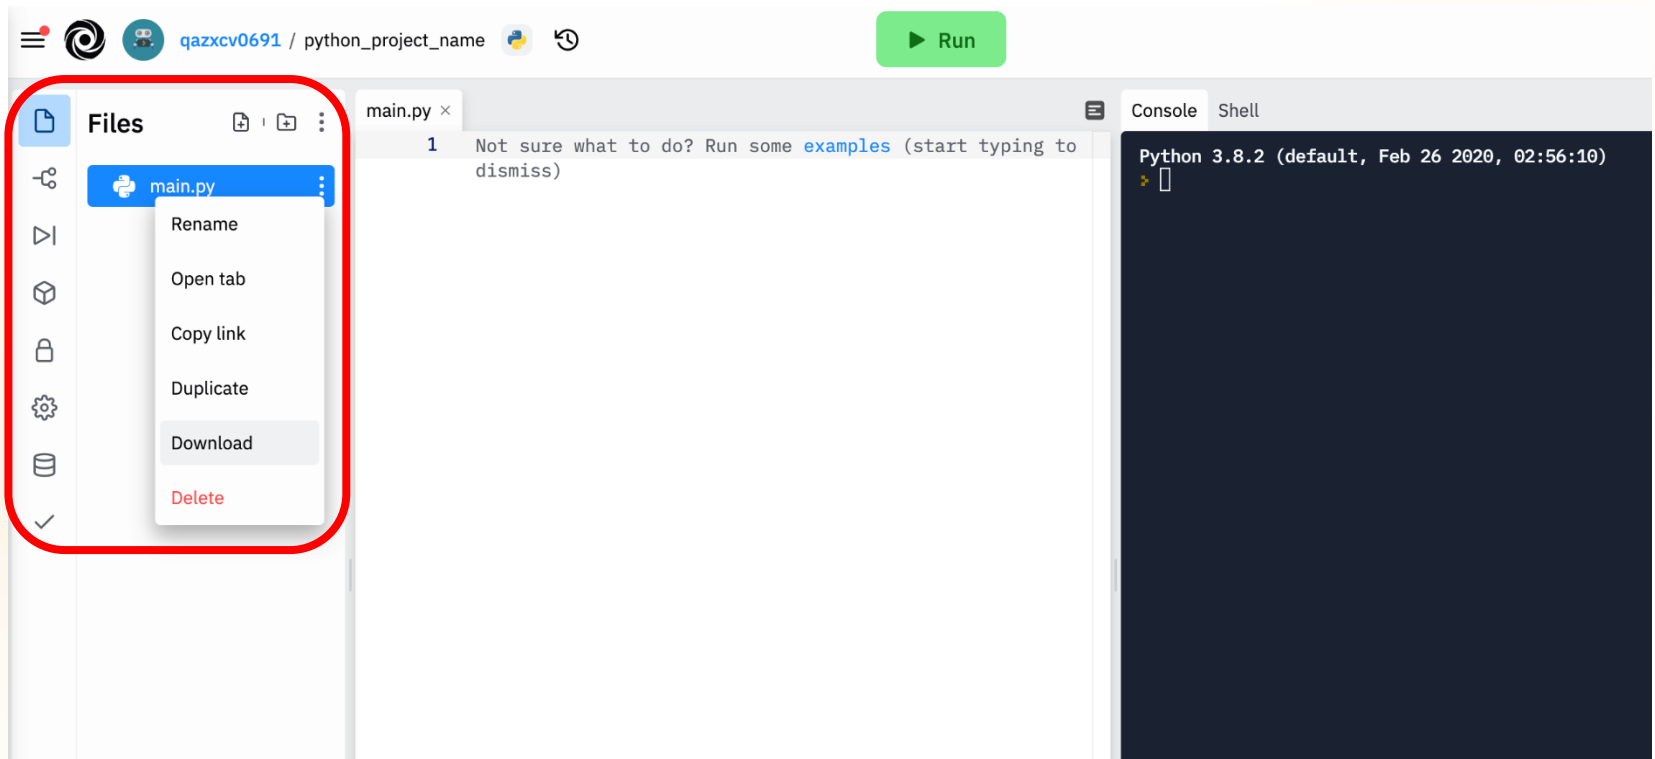 qazxcv0691 / python_project_name
Run
Files
main.py
Rename
Open tab
Copy link
Duplicate
Download
Delete
main.py ×
1 Not sure what to do? Run some examples (start typing to
dismiss)
Console Shell
Python 3.8.2 (default, Feb 26 2020, 02:56:10)